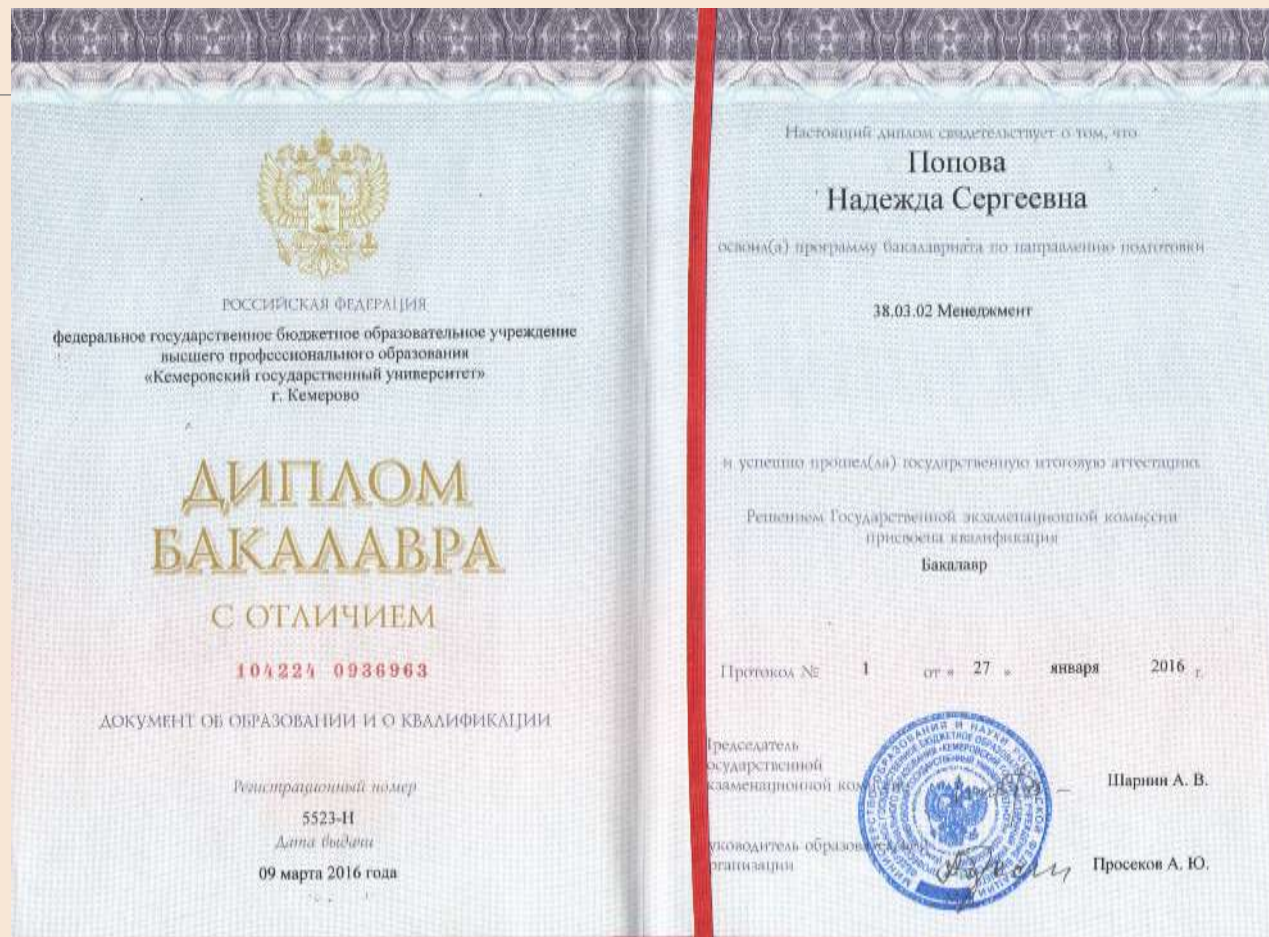 РОССИЙСКАЯ ФЕДЕРАЦИЯ
федеральное государственное бюджетное образовательное учреждение
высшего профессионального образования
«Кемеровский государственный университет»
г. Кемерово
ДИПЛОМ
БАКАЛАВРА
С ОТЛИЧИЕМ
104224 0936963
ДОКУМЕНТ ОБ ОБРАЗОВАНИИ И О КВАЛИФИКАЦИИ
Регистрационный номер
5523-Н
Дата выдачи
09 марта 2016 года
Настоящий диплом свидетельствует о том, что
Попова
Надежда Сергеевна
освоил(а) программу бакалавриата по направлению подготовки
38.03.02 Менеджмент
и успешно прошел(ла) государственную итоговую аттестацию
Решением Государственной экзаменационной комиссии
присвоена квалификация
Бакалавр
Протокол № 1 от « 27 » января 2016 г.
редседатель
осударственной
кзаменационной
Шарнин А. В.
уководитель
рганизации
Просеков А. Ю.